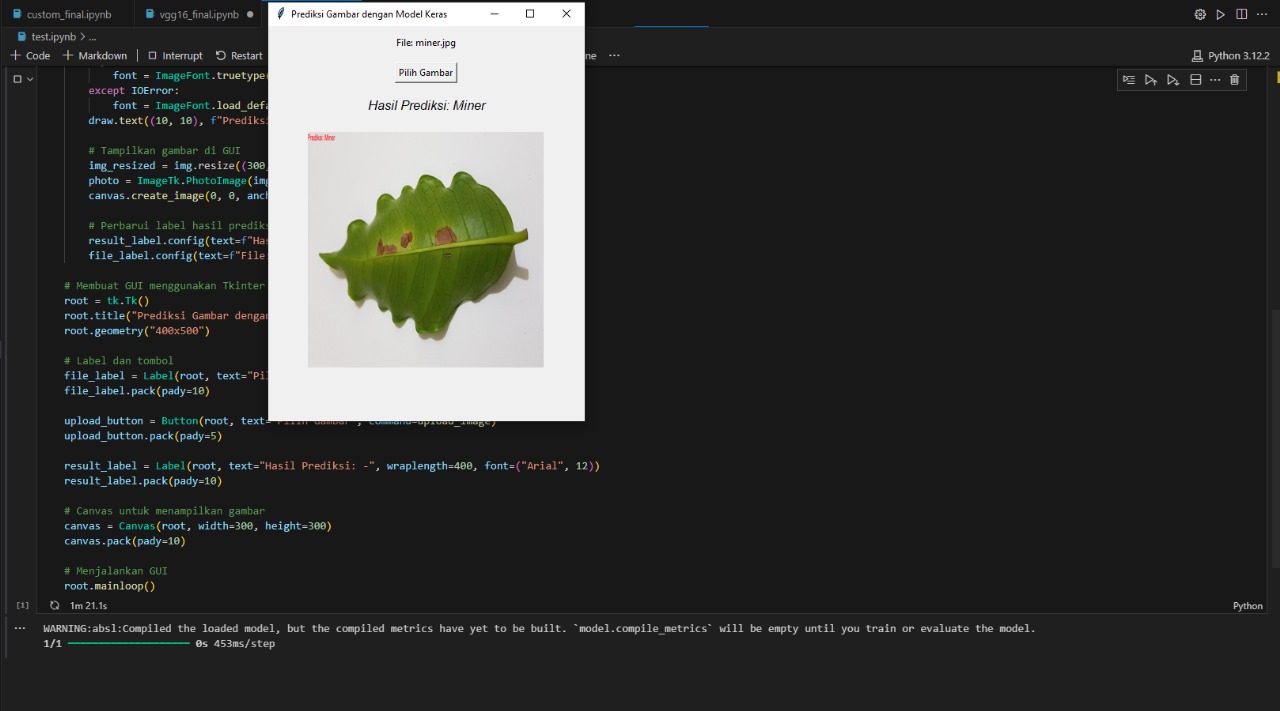 custom_final.ipynb
vgg16_final.ipynb
test.ipynb > ...
+ Code + Markdown Interrupt Restart
ne ...
Python 3.12.2
Prediksi Gambar dengan Model Keras
File: miner.jpg
Pilih Gambar
Hasil Prediksi: Miner
Prediksi: Miner
font = ImageFont.truetype(
except IOError:
font = ImageFont.load_defa
draw.text((10, 10), f"Prediks
# Tampilkan gambar di GUI
img_resized = img.resize((300,
photo = ImageTk.PhotoImage(img
canvas.create_image(0, 0, anch
# Perbarui label hasil prediks
result_label.config(text=f"Has
file_label.config(text=f"File
# Membuat GUI menggunakan Tkinter
root = tk.Tk()
root.title("Prediksi Gambar dengan
root.geometry("400x500")
# Label dan tombol
file_label = Label(root, text="Pil
file_label.pack(pady=10)
upload_button = Button(root, text="Pilih Gambar", command=upload_image)
upload_button.pack(pady=5)
result_label = Label(root, text="Hasil Prediksi: -", wraplength=400, font=("Arial", 12))
result_label.pack(pady=10)
# Canvas untuk menampilkan gambar
canvas = Canvas(root, width=300, height=300)
canvas.pack(pady=10)
# Menjalankan GUI
root.mainloop()
[1]
1m 21.1s
Python
... WARNING:absl:Compiled the loaded model, but the compiled metrics have yet to be built. `model.compile_metrics` will be empty until you train or evaluate the model.
1/1 ━━━━━━━━━━━━━━━━━━━━ 0s 453ms/step